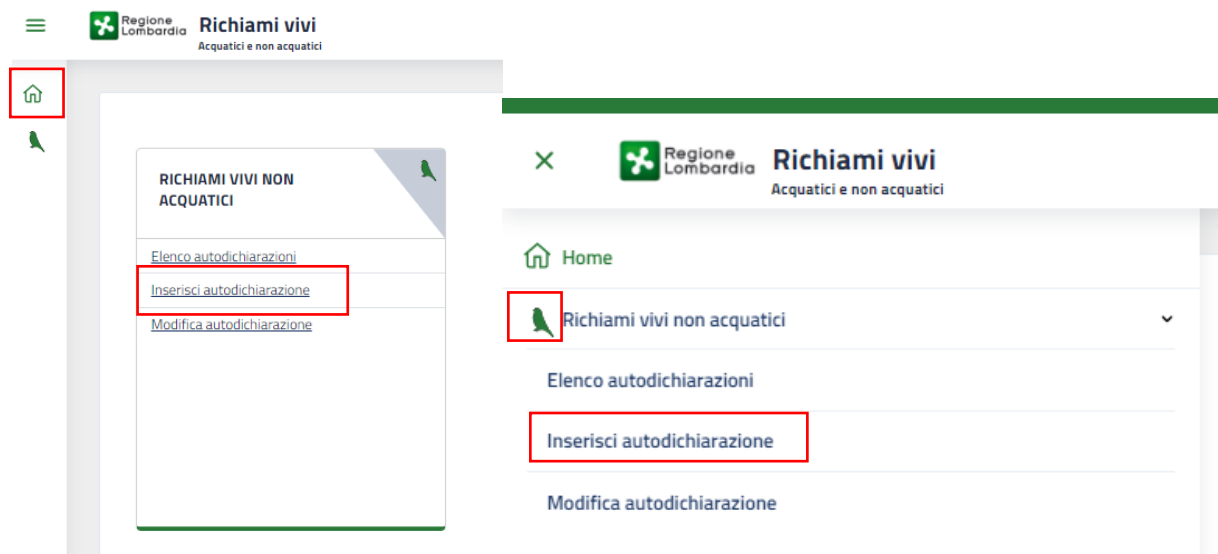 Regione
Lombardia
Richiami vivi
Acquatici e non acquatici
RICHIAMI VIVI NON
ACQUATICI
Elenco autodichiarazioni
Inserisci autodichiarazione
Modifica autodichiarazione
Regione
Lombardia
Richiami vivi
Acquatici e non acquatici
Home
Richiami vivi non acquatici
Elenco autodichiarazioni
Inserisci autodichiarazione
Modifica autodichiarazione